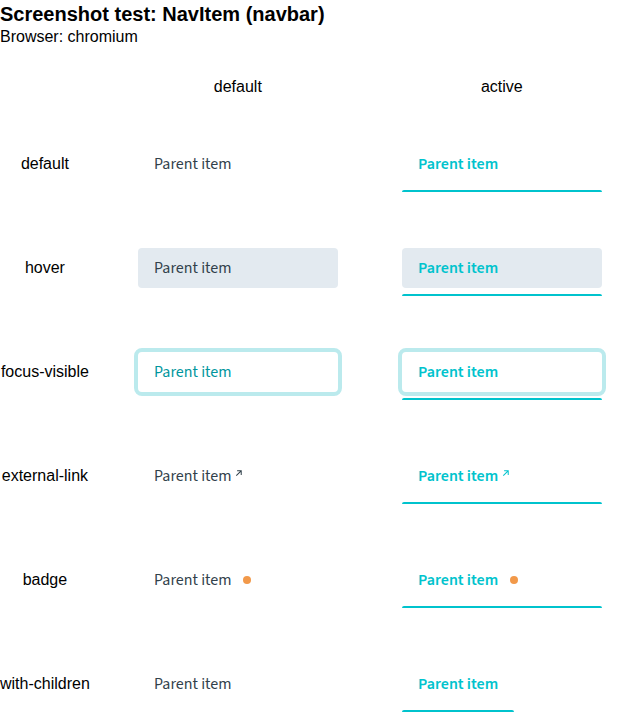 Screenshot test: NavItem (navbar)
Browser: chromium
default active
default Parent item Parent item
hover Parent item Parent item
focus-visible Parent item Parent item
external-link Parent item ↗ Parent item ↗
badge Parent item Parent item
with-children Parent item Parent item